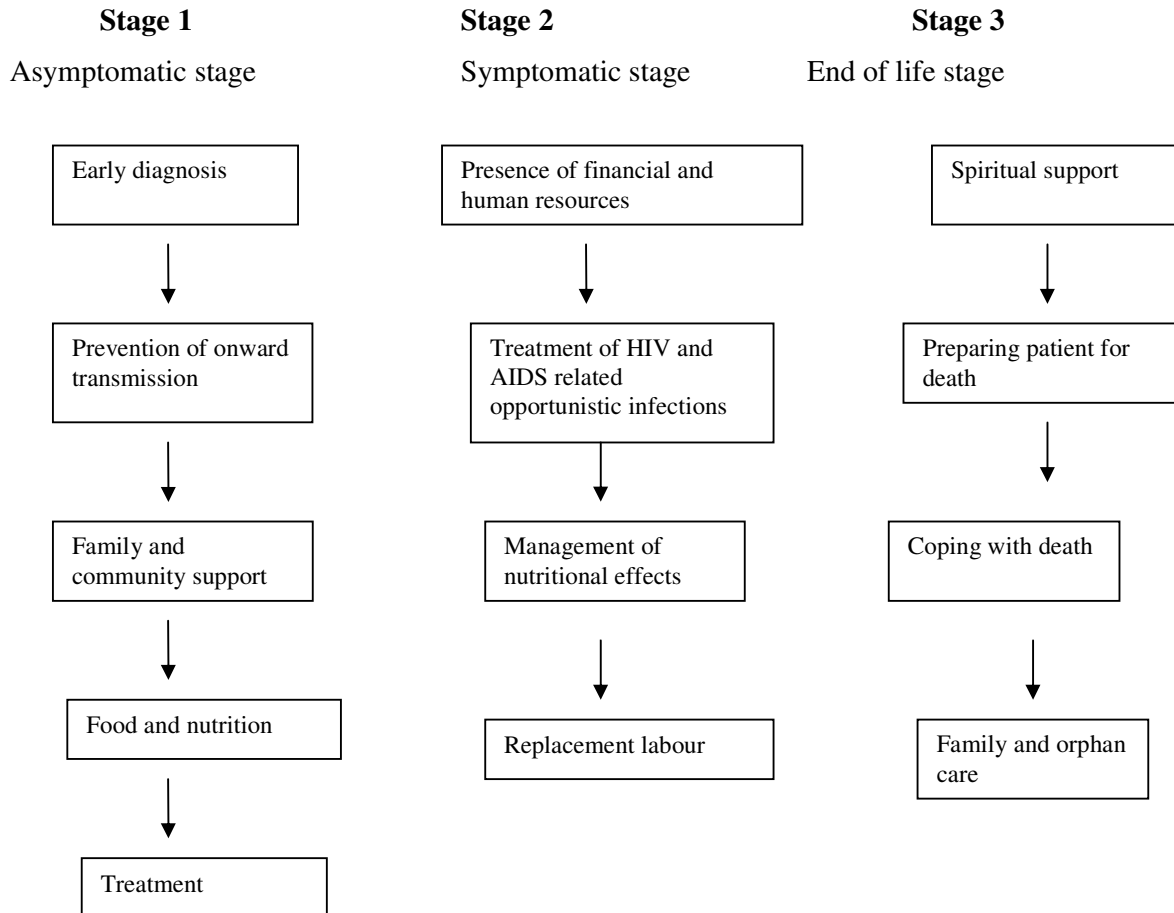 Stage 1
Asymptomatic stage
Early diagnosis
Prevention of onward
transmission
Family and
community support
Food and nutrition
Treatment
Stage 2
Symptomatic stage
Presence of financial and
human resources
Treatment of HIV and
AIDS related
opportunistic infections
Management of
nutritional effects
Replacement labour
Stage 3
End of life stage
Spiritual support
Preparing patient for
death
Coping with death
Family and orphan
care